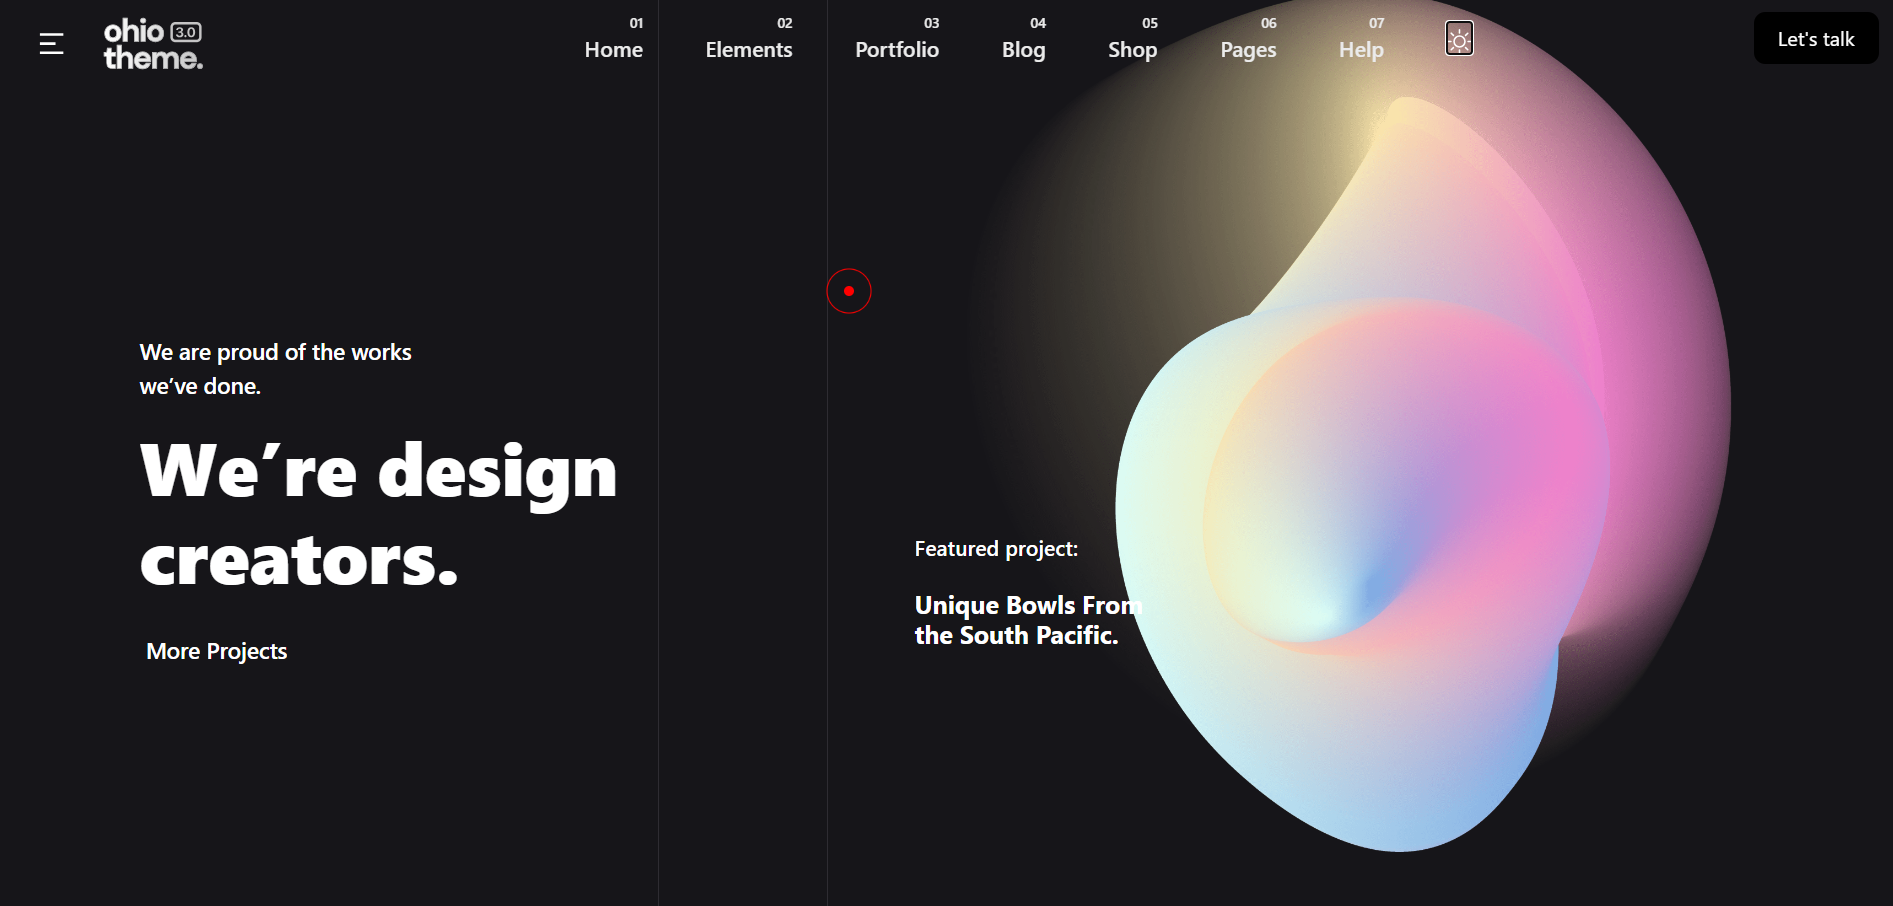 ohio 3.0
theme.
01
Home
02
Elements
03
Portfolio
04
Blog
05
Shop
06
Pages
07
Help
Let's talk
We are proud of the works
we’ve done.
We’re design
creators.
More Projects
Featured project:
Unique Bowls From
the South Pacific.